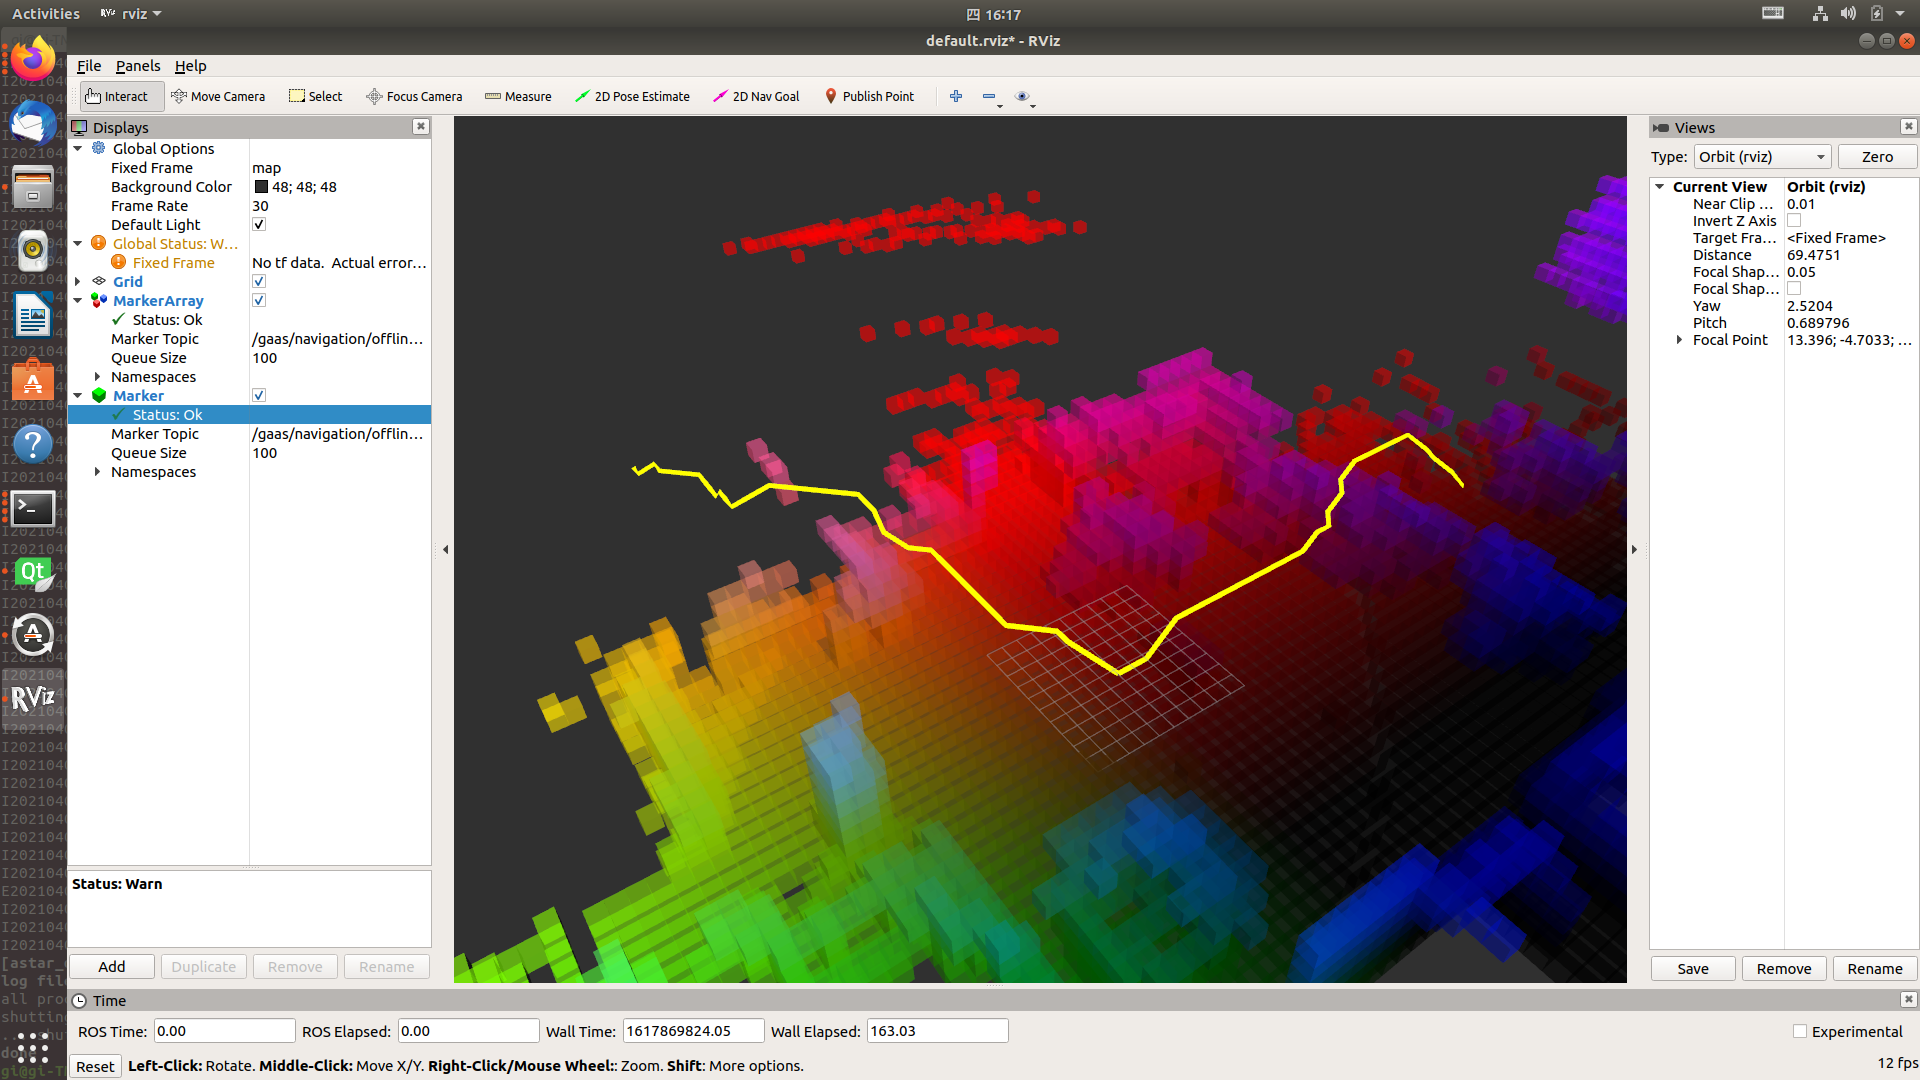 Activities
rviz
四 16:17
default.rviz* - RViz
File Panels Help
Interact Move Camera Select Focus Camera Measure 2D Pose Estimate 2D Nav Goal Publish Point
Displays
Global Options
Fixed Frame map
Background Color 48; 48; 48
Frame Rate 30
Default Light
Global Status: W...
Fixed Frame No tf data. Actual error...
Grid
MarkerArray
Status: Ok
Marker Topic /gaas/navigation/offlin...
Queue Size 100
Namespaces
Marker
Status: Ok
Marker Topic /gaas/navigation/offlin...
Queue Size 100
Namespaces
Status: Warn
Add Duplicate Remove Rename
Views
Type: Orbit (rviz) Zero
Current View Orbit (rviz)
Near Clip ... 0.01
Invert Z Axis
Target Fra... <Fixed Frame>
Distance 69.4751
Focal Shap... 0.05
Focal Shap...
Yaw 2.5204
Pitch 0.689796
Focal Point 13.396; -4.7033; ...
Save Remove Rename
Qt
RViz
Time
ROS Time: 0.00 ROS Elapsed: 0.00 Wall Time: 1617869824.05 Wall Elapsed: 163.03
Experimental
Reset Left-Click: Rotate. Middle-Click: Move X/Y. Right-Click/Mouse Wheel:: Zoom. Shift: More options.
12 fps